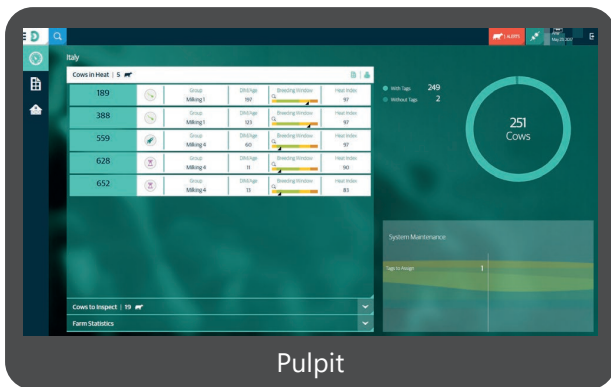 ALERTS
May 23, 2017
Italy
Cows in Heat | 5
189 Group DIM/Age Breeding Window Heat Index
Milking 1 197 97
388 Group DIM/Age Breeding Window Heat Index
Milking 1 123 97
559 Group DIM/Age Breeding Window Heat Index
Milking 4 60 97
628 Group DIM/Age Breeding Window Heat Index
Milking 4 11 90
652 Group DIM/Age Breeding Window Heat Index
Milking 4 13 83
Cows to Inspect | 19
Farm Statistics
With Tags 249
Without Tags 2
251
Cows
System Maintenance
Tags to Assign 1
Pulpit